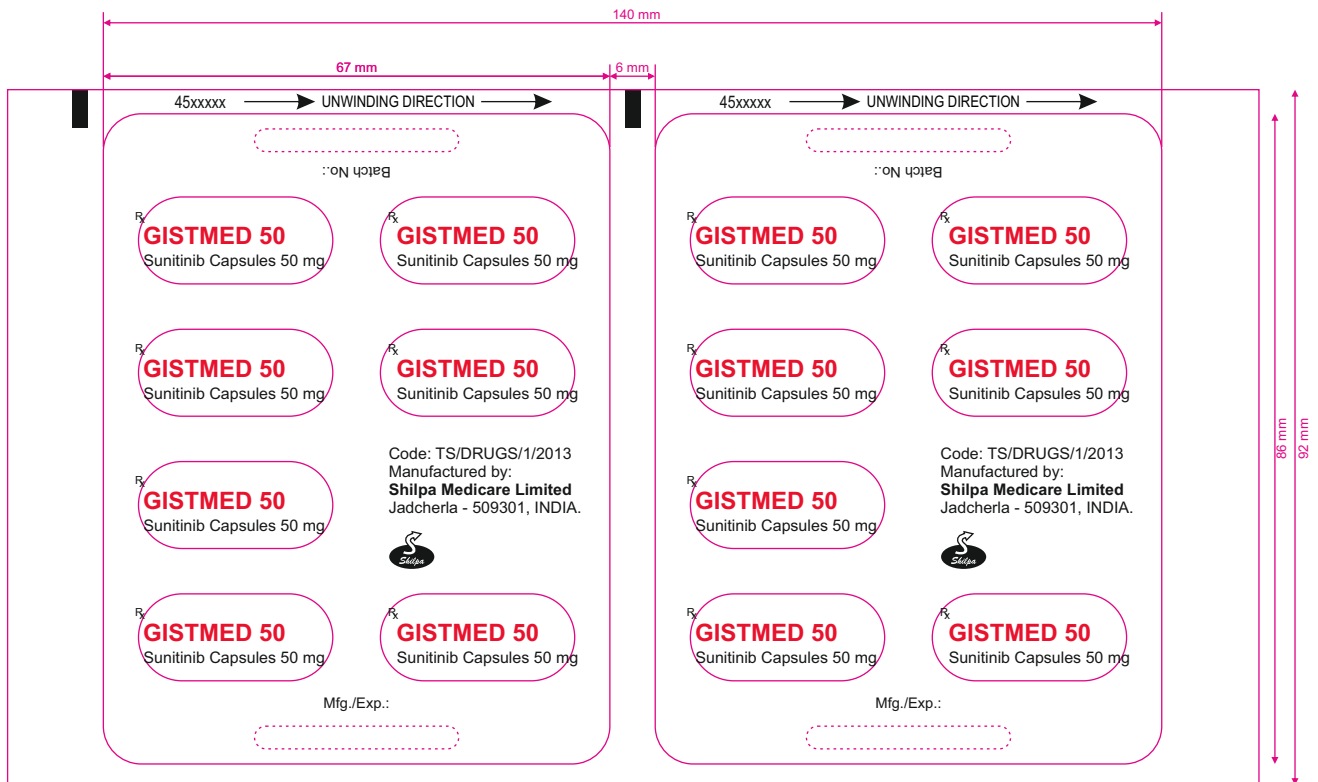 140 mm
67 mm
6 mm
45xxxxx UNWINDING DIRECTION
45xxxxx UNWINDING DIRECTION
Batch No.:
Batch No.:
Rx
GISTMED 50
Sunitinib Capsules 50 mg
Rx
GISTMED 50
Sunitinib Capsules 50 mg
Rx
GISTMED 50
Sunitinib Capsules 50 mg
Rx
GISTMED 50
Sunitinib Capsules 50 mg
Rx
GISTMED 50
Sunitinib Capsules 50 mg
Rx
GISTMED 50
Sunitinib Capsules 50 mg
Rx
GISTMED 50
Sunitinib Capsules 50 mg
Rx
GISTMED 50
Sunitinib Capsules 50 mg
Rx
GISTMED 50
Sunitinib Capsules 50 mg
Code: TS/DRUGS/1/2013
Manufactured by:
Shilpa Medicare Limited
Jadcherla - 509301, INDIA.
Shilpa
Rx
GISTMED 50
Sunitinib Capsules 50 mg
Code: TS/DRUGS/1/2013
Manufactured by:
Shilpa Medicare Limited
Jadcherla - 509301, INDIA.
Shilpa
Rx
GISTMED 50
Sunitinib Capsules 50 mg
Rx
GISTMED 50
Sunitinib Capsules 50 mg
Rx
GISTMED 50
Sunitinib Capsules 50 mg
Rx
GISTMED 50
Sunitinib Capsules 50 mg
Mfg./Exp.:
Mfg./Exp.:
86 mm
92 mm